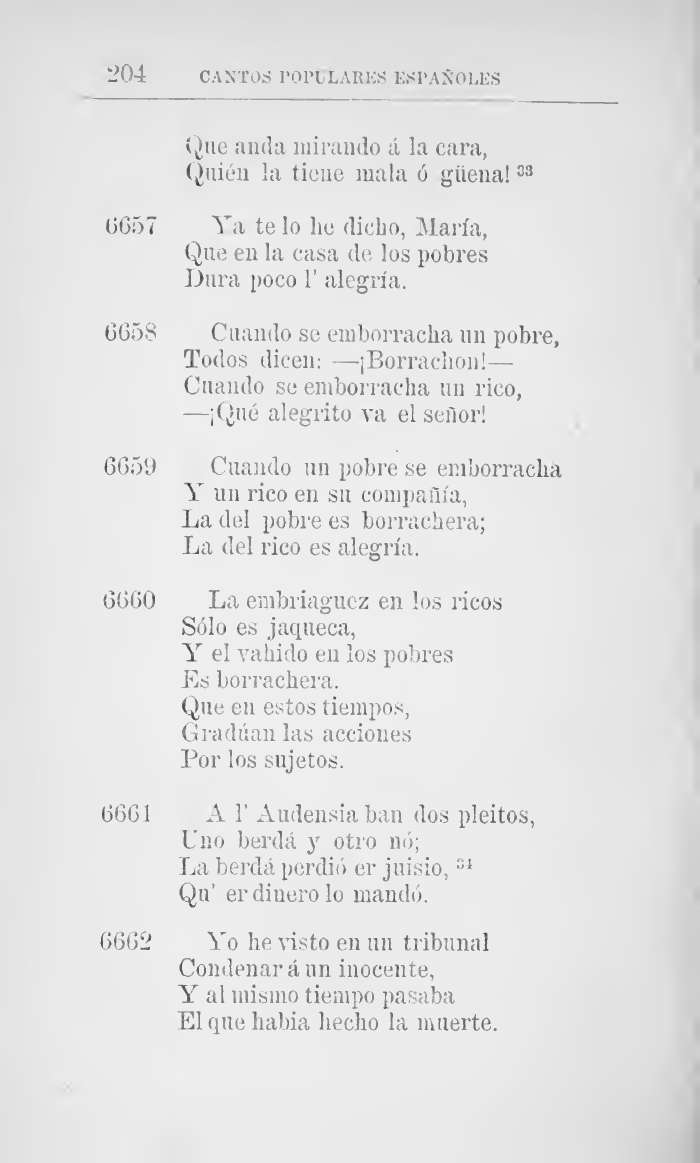 204 CANTOS POPULARES ESPAÑOLES
Que anda mirando á la cara,
Quién la tiene mala ó güena! 33
6657 Ya te lo he dicho, María,
Que en la casa de los pobres
Dura poco l' alegría.
6658 Cuando se emborracha un pobre,
Todos dicen: —¡Borrachon!—
Cuando se emborracha un rico,
—¡Qué alegrito va el señor!
6659 Cuando un pobre se emborracha
Y un rico en su compañía,
La del pobre es borrachera;
La del rico es alegría.
6660 La embriaguez en los ricos
Sólo es jaqueca,
Y el vahido en los pobres
Es borrachera.
Que en estos tiempos,
Gradúan las acciones
Por los sujetos.
6661 A l' Audensia ban dos pleitos,
Uno berdá y otro nó;
La berdá perdió er juisio, 34
Qu' er dinero lo mandó.
6662 Yo he visto en un tribunal
Condenar á un inocente,
Y al mismo tiempo pasaba
El que habia hecho la muerte.